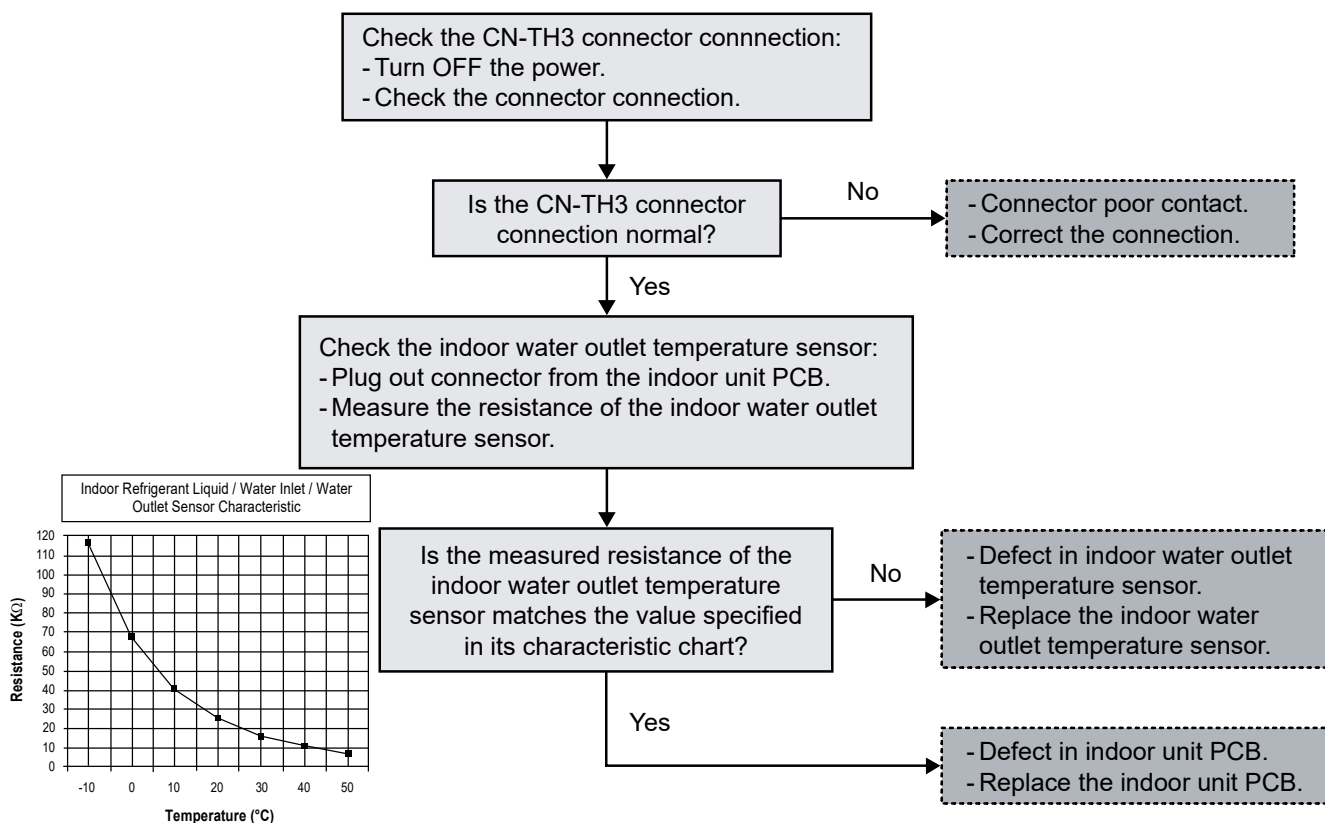 Check the CN-TH3 connector connnection:
- Turn OFF the power.
- Check the connector connection.
Is the CN-TH3 connector
connection normal?
No
- Connector poor contact.
- Correct the connection.
Yes
Check the indoor water outlet temperature sensor:
- Plug out connector from the indoor unit PCB.
- Measure the resistance of the indoor water outlet
temperature sensor.
Is the measured resistance of the
indoor water outlet temperature
sensor matches the value specified
in its characteristic chart?
No
- Defect in indoor water outlet
temperature sensor.
- Replace the indoor water
outlet temperature sensor.
Yes
- Defect in indoor unit PCB.
- Replace the indoor unit PCB.
Indoor Refrigerant Liquid / Water Inlet / Water
Outlet Sensor Characteristic
Resistance (KΩ)
120
110
100
90
80
70
60
50
40
30
20
10
0
-10 0 10 20 30 40 50
Temperature (°C)